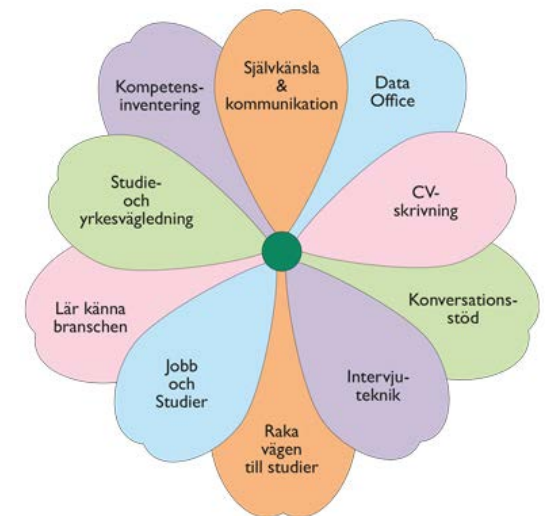 Självkänsla
&
kommunikation
Data
Office
CV-
skrivning
Konversations-
stöd
Intervju-
teknik
Raka
vägen
till studier
Jobb
och
Studier
Lär känna
branschen
Studie-
och
yrkesvägledning
Kompetens-
inventering